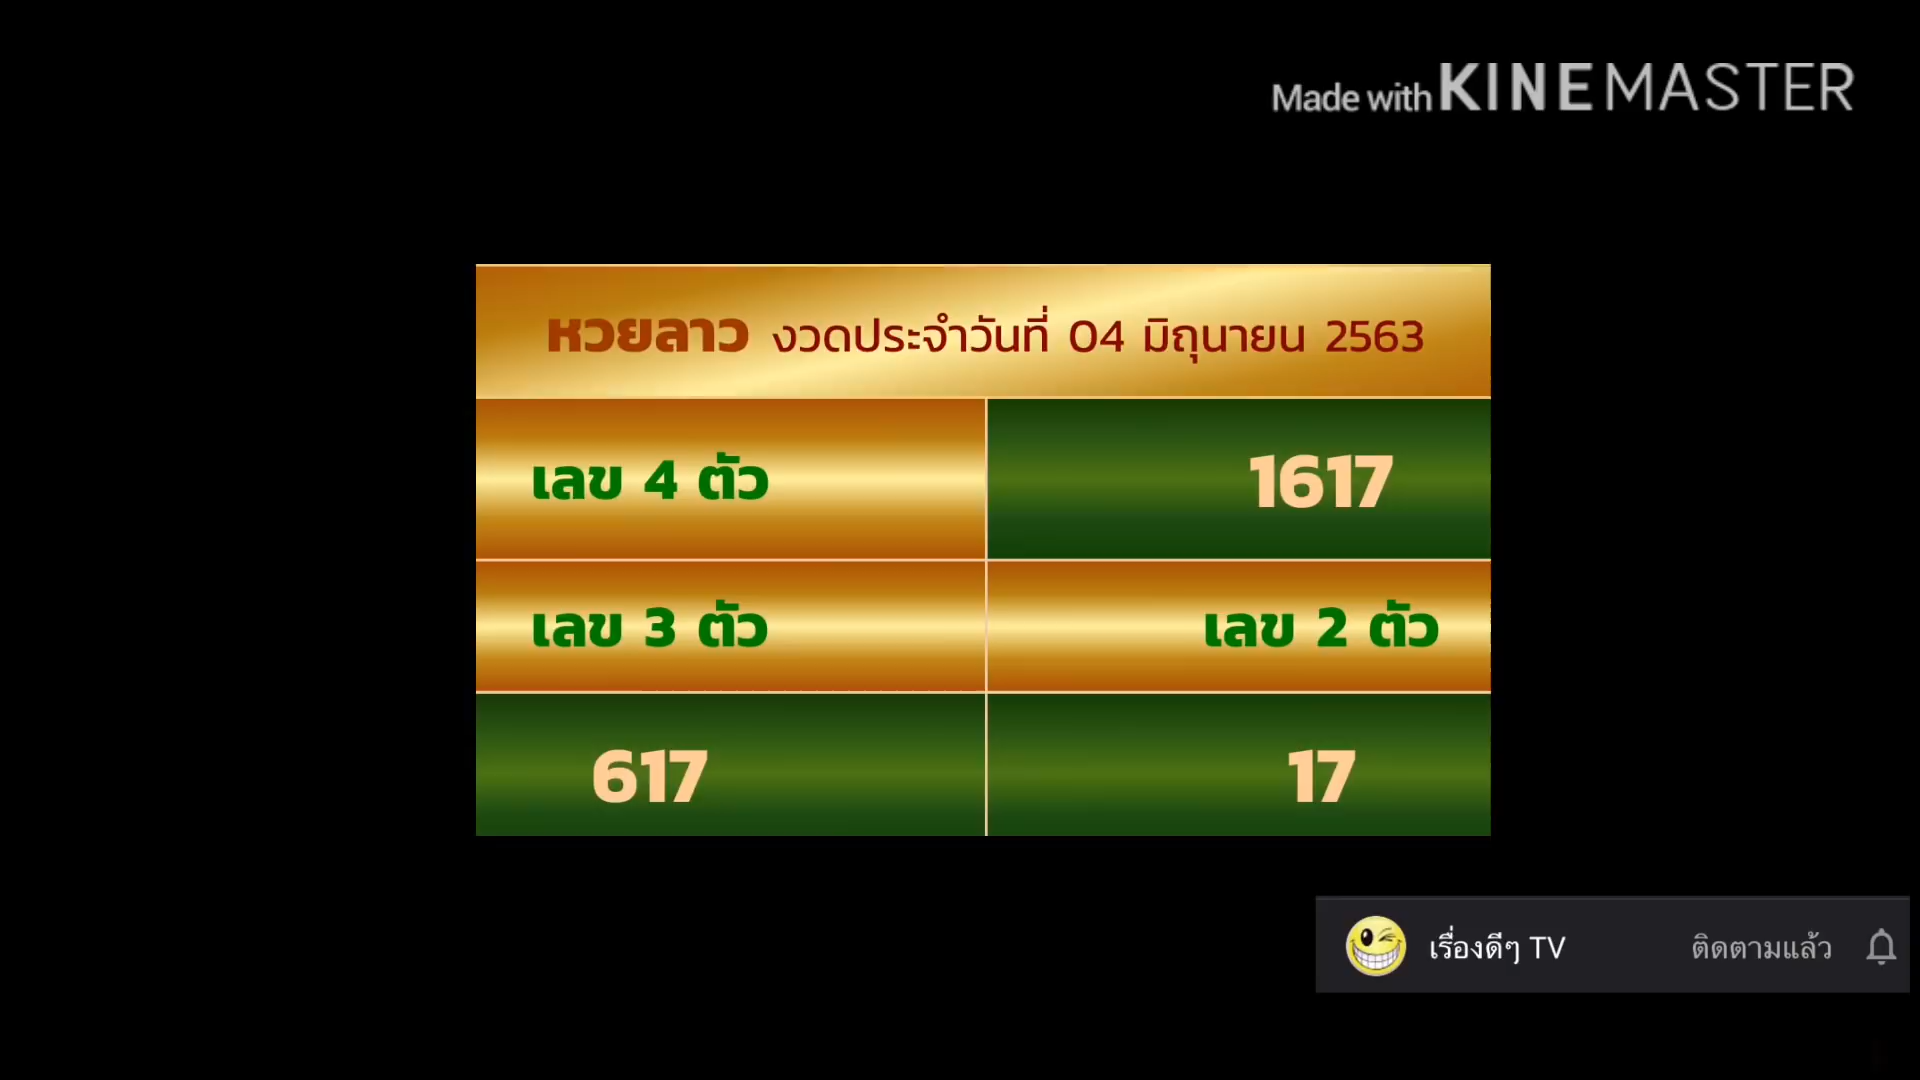 Made with KINEMASTER
หวยลาว งวดประจำวันที่ 04 มิถุนายน 2563
เลข 4 ตัว 1617
เลข 3 ตัว เลข 2 ตัว
617 17
เรื่องดีๆ TV ติดตามแล้ว